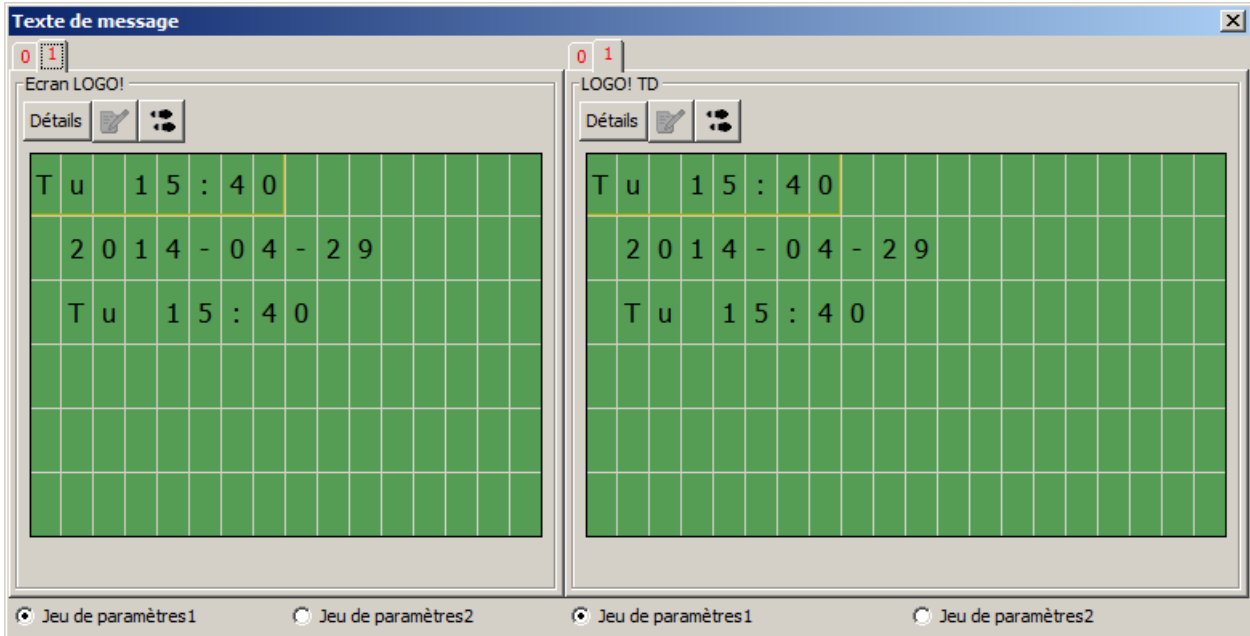 Texte de message
0 1
Ecran LOGO!
Détails
Tu 15:40
2014-04-29
Tu 15:40
Jeu de paramètres1 Jeu de paramètres2
0 1
LOGO! TD
Détails
Tu 15:40
2014-04-29
Tu 15:40
Jeu de paramètres1 Jeu de paramètres2